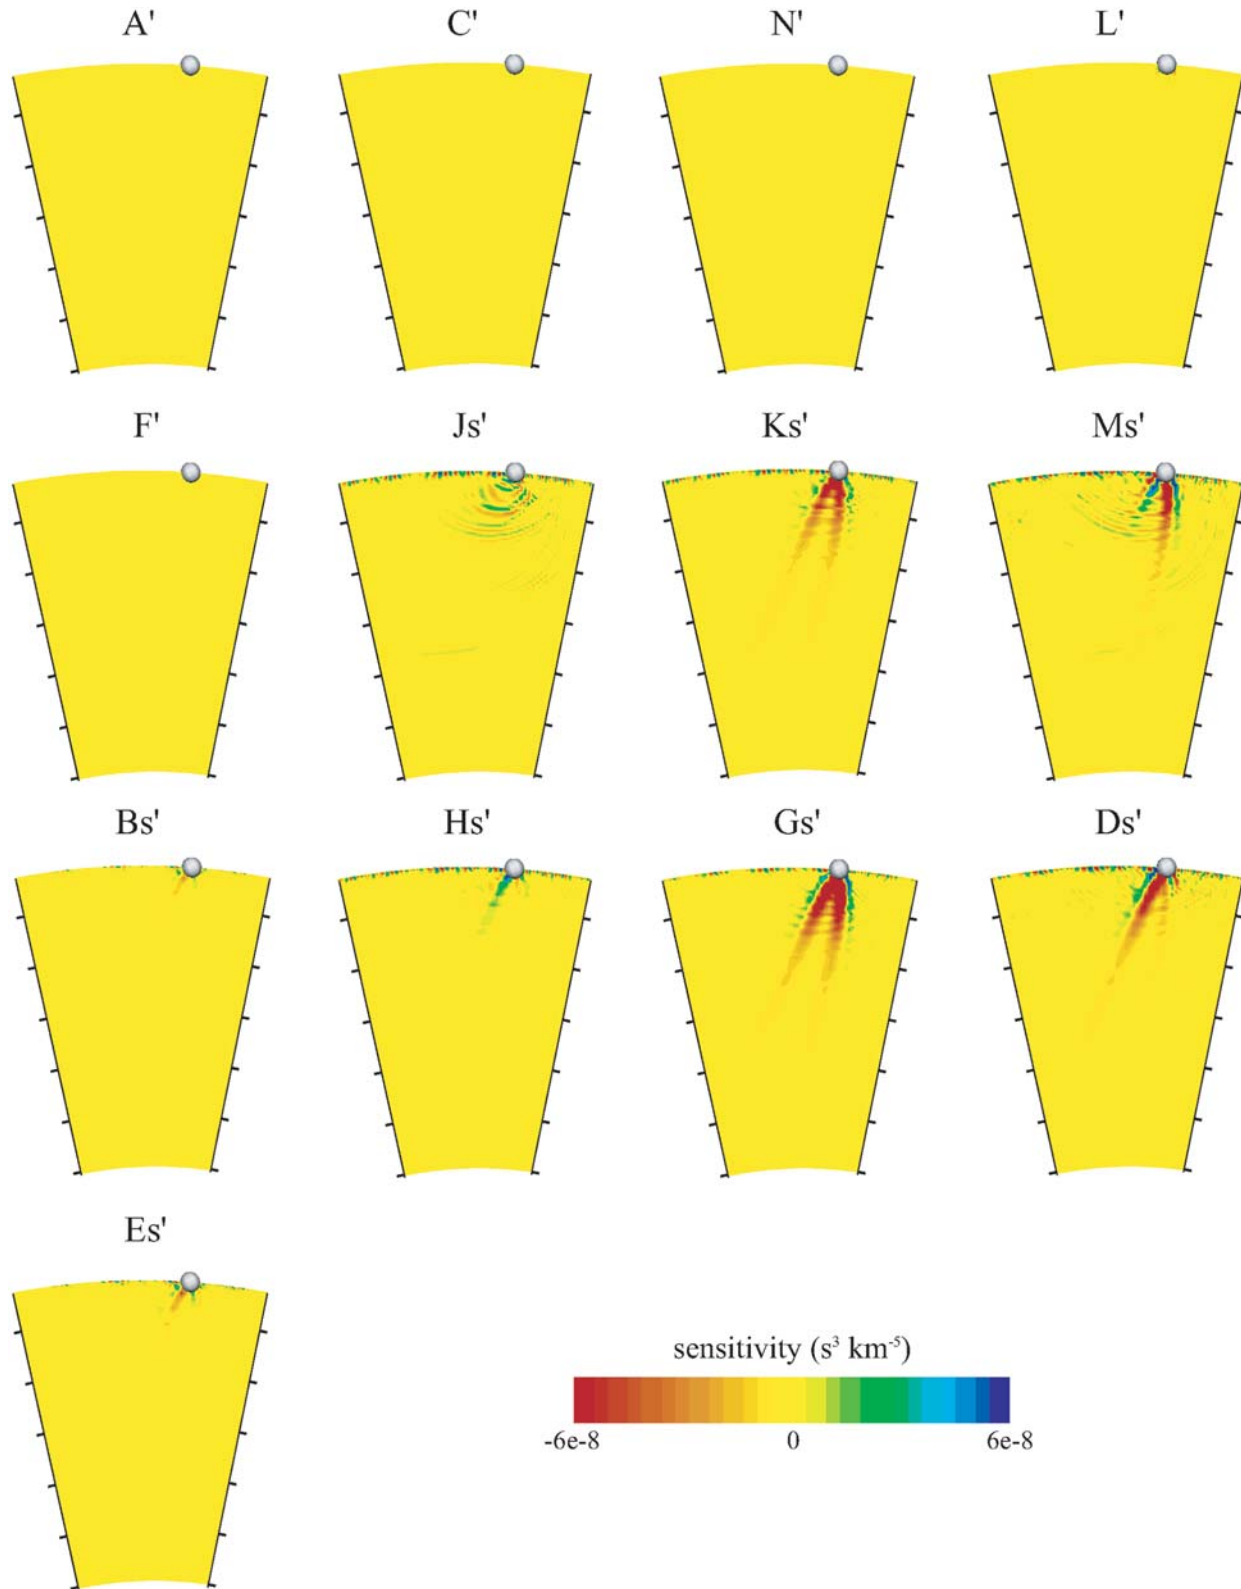 A' C' N' L'
F' Js' Ks' Ms'
Bs' Hs' Gs' Ds'
Es'
sensitivity (s³ km⁻⁵)
-6e-8 0 6e-8